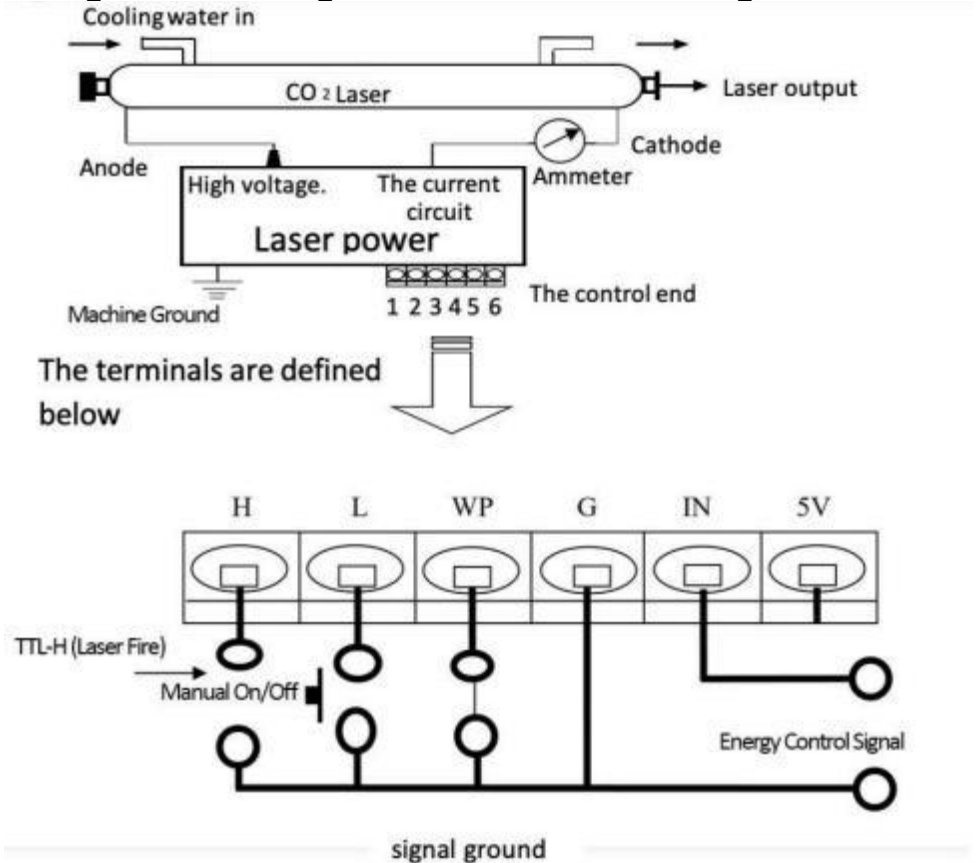 Cooling water in
CO 2 Laser
Laser output
Anode
Cathode
Ammeter
High voltage.
The current
circuit
Laser power
Machine Ground
1 2 3 4 5 6
The control end
The terminals are defined
below
H L WP G IN 5V
TTL-H (Laser Fire)
Manual On/Off
Energy Control Signal
signal ground